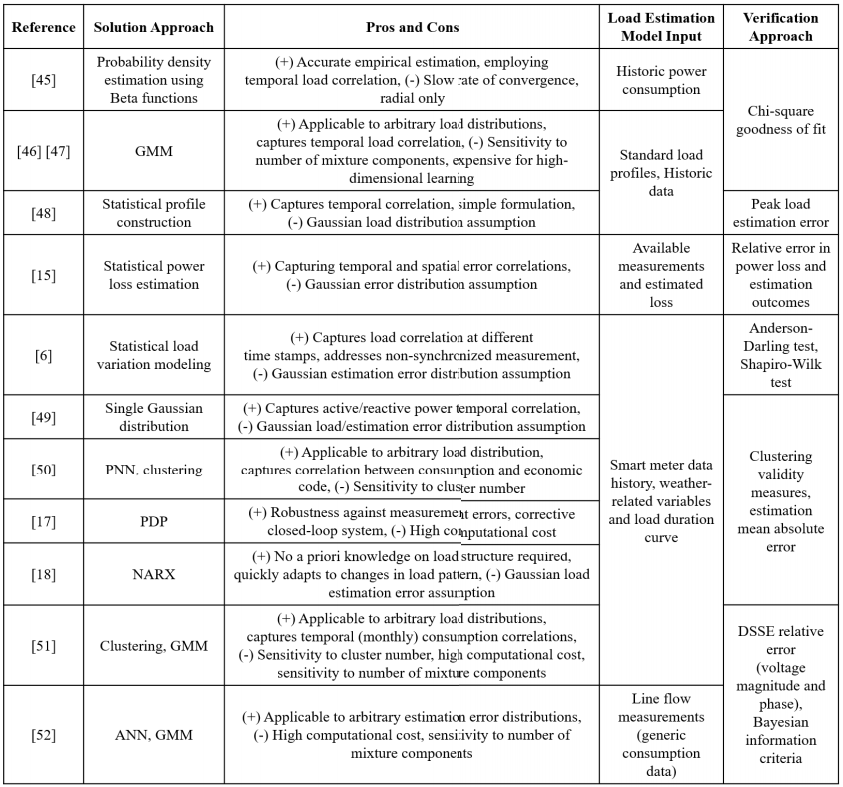 Reference
Solution Approach
Pros and Cons
Load Estimation
Model Input
Verification
Approach
[45]
Probability density
estimation using
Beta functions
(+) Accurate empirical estimation, employing
temporal load correlation, (-) Slow rate of convergence,
radial only
Historic power
consumption
Chi-square
goodness of fit
[46] [47]
GMM
(+) Applicable to arbitrary load distributions,
captures temporal load correlation, (-) Sensitivity to
number of mixture components, expensive for high-
dimensional learning
Standard load
profiles, Historic
data
[48]
Statistical profile
construction
(+) Captures temporal correlation, simple formulation,
(-) Gaussian load distribution assumption
Peak load
estimation error
[15]
Statistical power
loss estimation
(+) Capturing temporal and spatial error correlations,
(-) Gaussian error distribution assumption
Available
measurements
and estimated
loss
Relative error in
power loss and
estimation
outcomes
[6]
Statistical load
variation modeling
(+) Captures load correlation at different
time stamps, addresses non-synchronized measurement,
(-) Gaussian estimation error distribution assumption
Smart meter data
history, weather-
related variables
and load duration
curve
Anderson-
Darling test,
Shapiro-Wilk
test
[49]
Single Gaussian
distribution
(+) Captures active/reactive power temporal correlation,
(-) Gaussian load/estimation error distribution assumption
Clustering
validity
measures,
estimation
mean absolute
error
[50]
PNN, clustering
(+) Applicable to arbitrary load distribution,
captures correlation between consumption and economic
code, (-) Sensitivity to cluster number
[17]
PDP
(+) Robustness against measurement errors, corrective
closed-loop system, (-) High computational cost
[18]
NARX
(+) No a priori knowledge on load structure required,
quickly adapts to changes in load pattern, (-) Gaussian load
estimation error assumption
[51]
Clustering, GMM
(+) Applicable to arbitrary load distributions,
captures temporal (monthly) consumption correlations,
(-) Sensitivity to cluster number, high computational cost,
sensitivity to number of mixture components
DSSE relative
error
(voltage
magnitude and
phase),
Bayesian
information
criteria
[52]
ANN, GMM
(+) Applicable to arbitrary estimation error distributions,
(-) High computational cost, sensitivity to number of
mixture components
Line flow
measurements
(generic
consumption
data)